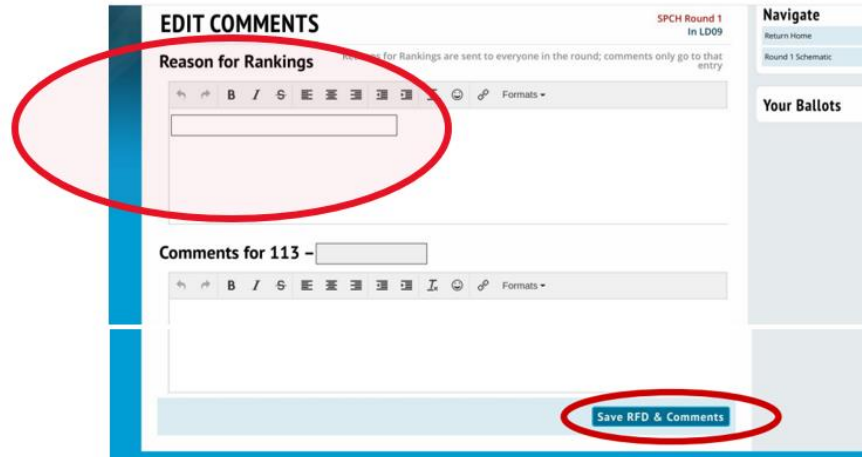 EDIT COMMENTS
SPCH Round 1
In LD09
Reason for Rankings
for Rankings are sent to everyone in the round; comments only go to that
entry
B I S Formats
Comments for 113 –
B I S Formats
Save RFD & Comments
Navigate
Return Home
Round 1 Schematic
Your Ballots